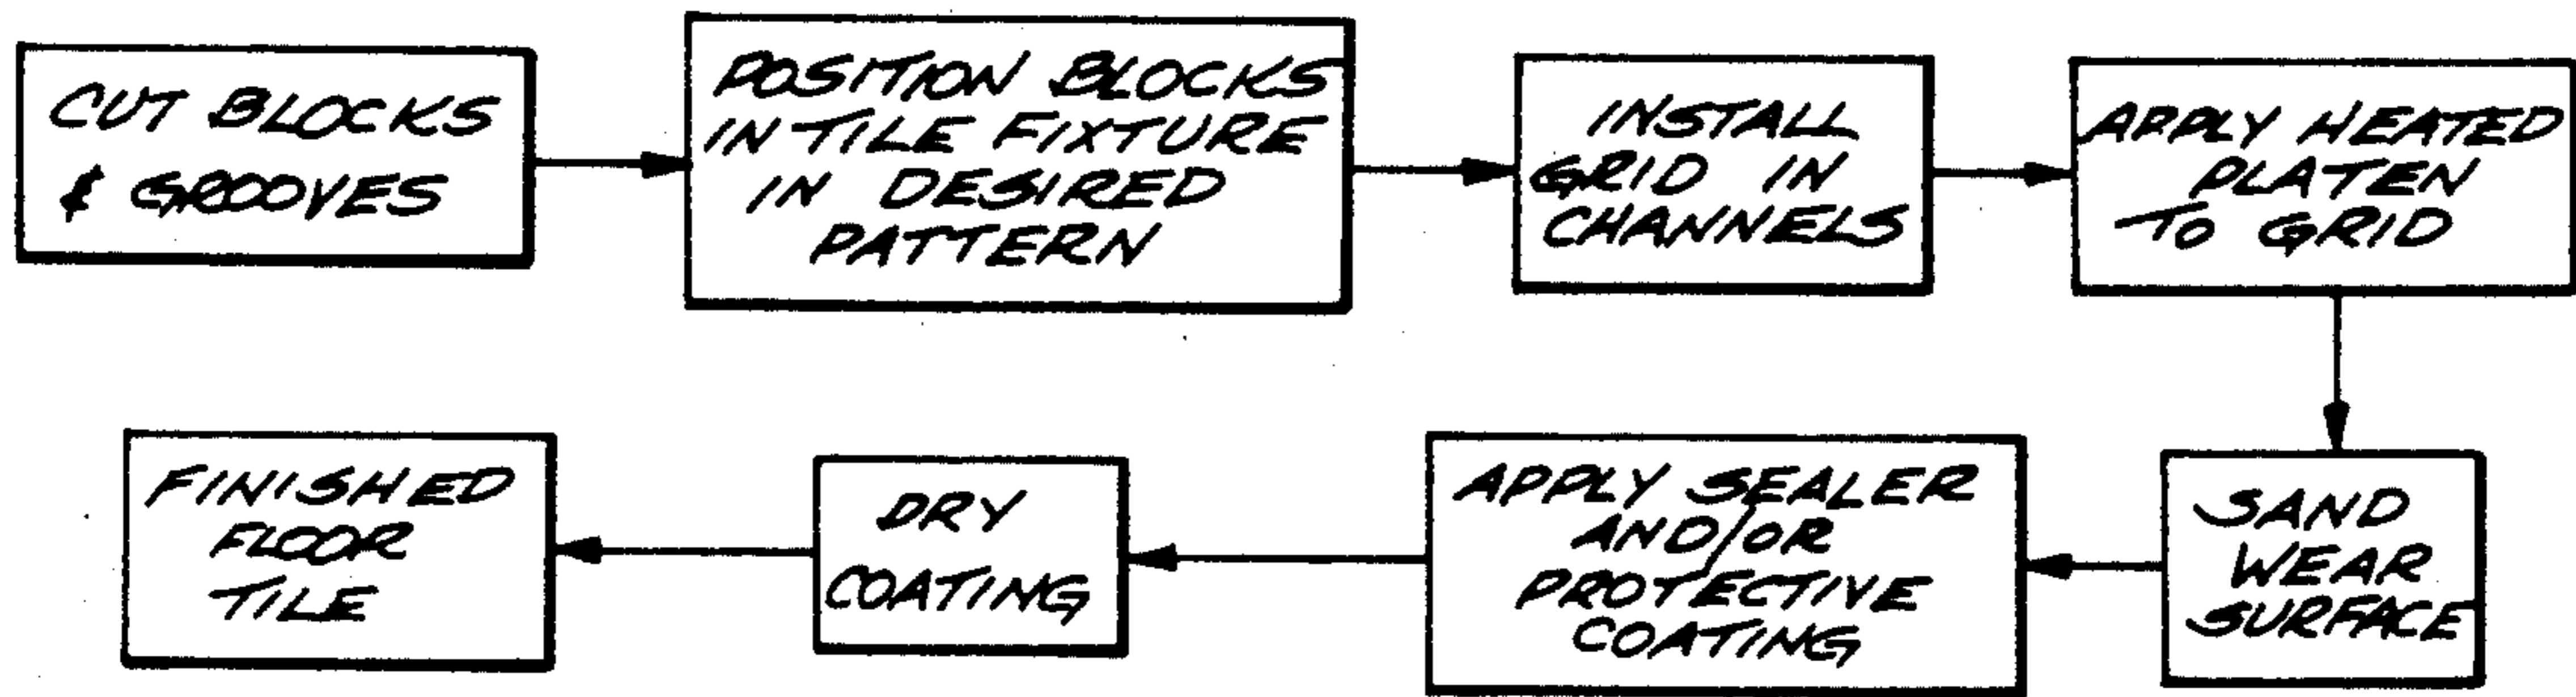 CUT BLOCKS
& GROOVES
POSITION BLOCKS
IN TILE FIXTURE
IN DESIRED
PATTERN
INSTALL
GRID IN
CHANNELS
APPLY HEATED
PLATEN
TO GRID
SAND
WEAR
SURFACE
APPLY SEALER
AND/OR
PROTECTIVE
COATING
DRY
COATING
FINISHED
FLOOR
TILE